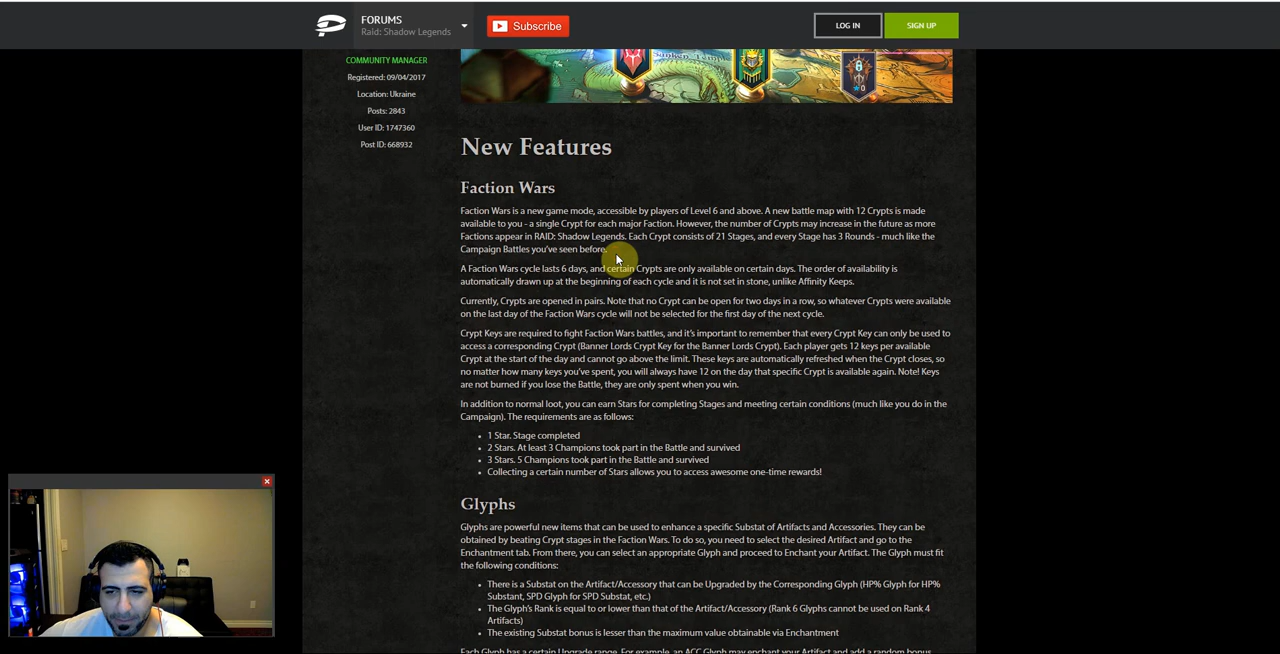 FORUMS
Raid: Shadow Legends
Subscribe
LOG IN
SIGN UP
COMMUNITY MANAGER
Registered: 09/04/2017
Location: Ukraine
Posts: 2843
User ID: 1747360
Post ID: 668932
New Features
Faction Wars
Faction Wars is a new game mode, accessible by players of Level 6 and above. A new battle map with 12 Crypts is made
available to you - a single Crypt for each major Faction. However, the number of Crypts may increase in the future as more
Factions appear in RAID: Shadow Legends. Each Crypt consists of 21 Stages, and every Stage has 3 Rounds - much like the
Campaign Battles you've seen before.
A Faction Wars cycle lasts 6 days, and certain Crypts are only available on certain days. The order of availability is
automatically drawn up at the beginning of each cycle and it is not set in stone, unlike Affinity Keeps.
Currently, Crypts are opened in pairs. Note that no Crypt can be open for two days in a row, so whatever Crypts were available
on the last day of the Faction Wars cycle will not be selected for the first day of the next cycle.
Crypt Keys are required to fight Faction Wars battles, and it's important to remember that every Crypt Key can only be used to
access a corresponding Crypt (Banner Lords Crypt Key for the Banner Lords Crypt). Each player gets 12 keys per available
Crypt at the start of the day and cannot go above the limit. These keys are automatically refreshed when the Crypt closes, so
no matter how many keys you've spent, you will always have 12 on the day that specific Crypt is available again. Note! Keys
are not burned if you lose the Battle, they are only spent when you win.
In addition to normal loot, you can earn Stars for completing Stages and meeting certain conditions (much like you do in the
Campaign). The requirements are as follows:
1 Star. Stage completed
2 Stars. At least 3 Champions took part in the Battle and survived
3 Stars. 5 Champions took part in the Battle and survived
Collecting a certain number of Stars allows you to access awesome one-time rewards!
Glyphs
Glyphs are powerful new items that can be used to enhance a specific Substat of Artifacts and Accessories. They can be
obtained by beating Crypt stages in the Faction Wars. To do so, you need to select the desired Artifact and go to the
Enchantment tab. From there, you can select an appropriate Glyph and proceed to Enchant your Artifact. The Glyph must fit
the following conditions:
There is a Substat on the Artifact/Accessory that can be Upgraded by the Corresponding Glyph (HP% Glyph for HP%
Substant, SPD Glyph for SPD Substat, etc.)
The Glyph's Rank is equal to or lower than that of the Artifact/Accessory (Rank 6 Glyphs cannot be used on Rank 4
Artifacts)
The existing Substat bonus is lesser than the maximum value obtainable via Enchantment
Each Glyph has a certain Upgrade range. For example, an ACC Glyph may enchant your Artifact and add a random bonus